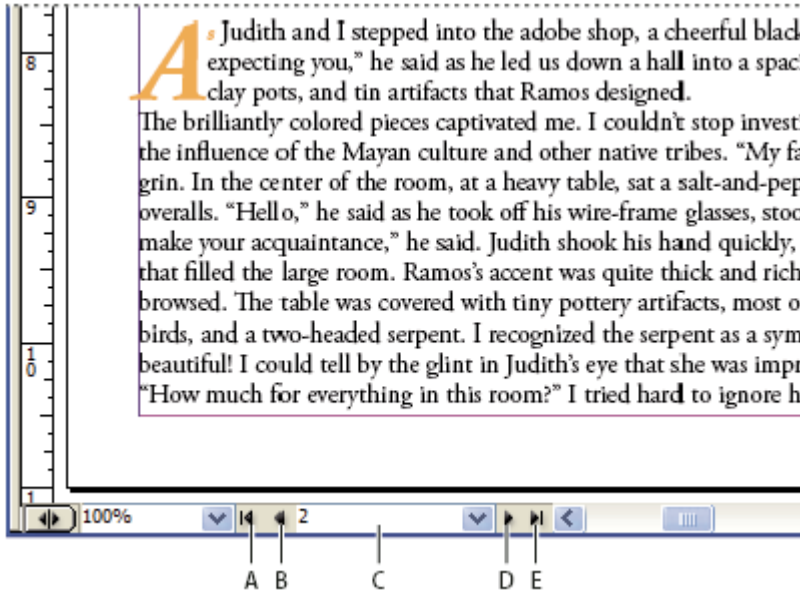 As Judith and I stepped into the adobe shop, a cheerful black
8 expecting you,” he said as he led us down a hall into a spaci
clay pots, and tin artifacts that Ramos designed.
The brilliantly colored pieces captivated me. I couldn’t stop investi
the influence of the Mayan culture and other native tribes. “My fa
grin. In the center of the room, at a heavy table, sat a salt-and-pep
9 overalls. “Hello,” he said as he took off his wire-frame glasses, stoo
make your acquaintance,” he said. Judith shook his hand quickly,
that filled the large room. Ramos’s accent was quite thick and rich
browsed. The table was covered with tiny pottery artifacts, most o
birds, and a two-headed serpent. I recognized the serpent as a sym
10 beautiful! I could tell by the glint in Judith’s eye that she was impr
“How much for everything in this room?” I tried hard to ignore h
1
100% 2
A B C D E